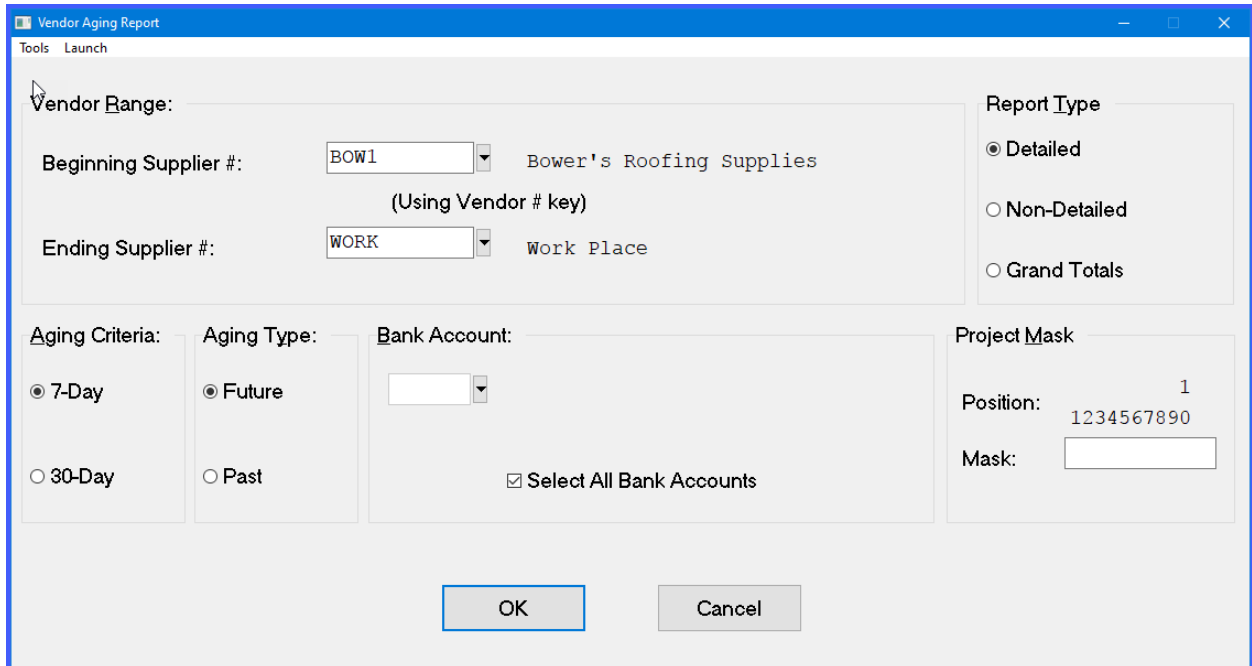 Vendor Aging Report
Tools Launch
Vendor Range:
Beginning Supplier #: BOW1 Bower's Roofing Supplies
(Using Vendor # key)
Ending Supplier #: WORK Work Place
Report Type
Detailed
Non-Detailed
Grand Totals
Aging Criteria:
7-Day
30-Day
Aging Type:
Future
Past
Bank Account:
Select All Bank Accounts
Project Mask
1
Position: 1234567890
Mask:
OK Cancel